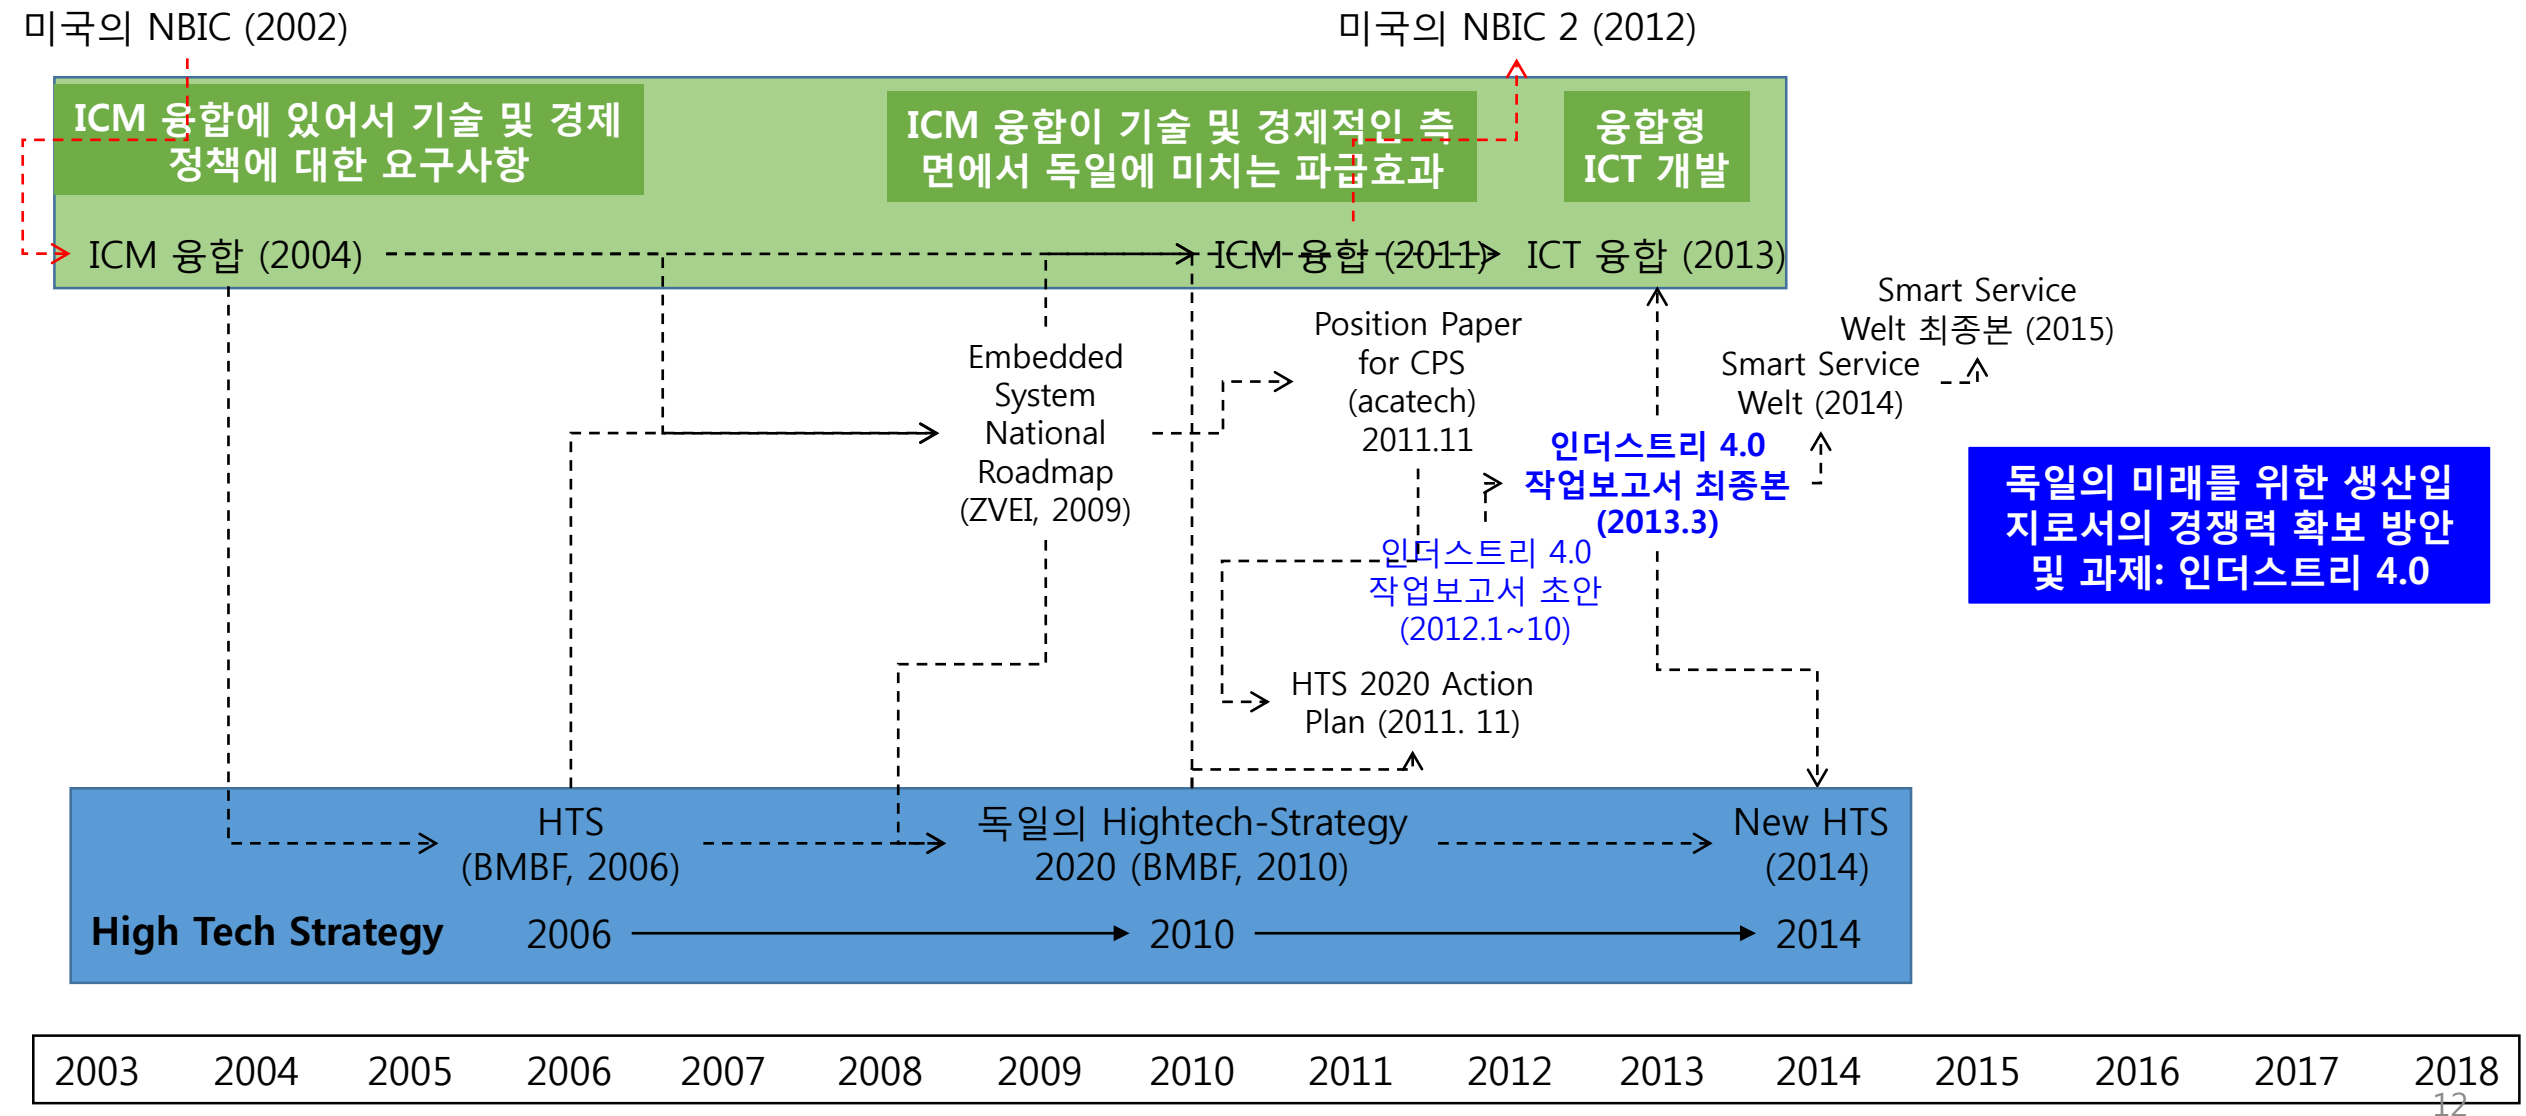 미국의 NBIC (2002)
미국의 NBIC 2 (2012)
ICM 융합에 있어서 기술 및 경제
정책에 대한 요구사항
ICM 융합이 기술 및 경제적인 측
면에서 독일에 미치는 파급효과
융합형
ICT 개발
ICM 융합 (2004)
ICM 융합 (2011)
ICT 융합 (2013)
Smart Service
Welt 최종본 (2015)
Position Paper
for CPS
(acatech)
2011.11
Embedded
System
National
Roadmap
(ZVEI, 2009)
Smart Service
Welt (2014)
인더스트리 4.0
작업보고서 최종본
(2013.3)
독일의 미래를 위한 생산입
지로서의 경쟁력 확보 방안
및 과제: 인더스트리 4.0
인더스트리 4.0
작업보고서 초안
(2012.1~10)
HTS 2020 Action
Plan (2011. 11)
HTS
(BMBF, 2006)
독일의 Hightech-Strategy
2020 (BMBF, 2010)
New HTS
(2014)
High Tech Strategy
2006
2010
2014
2003 2004 2005 2006 2007 2008 2009 2010 2011 2012 2013 2014 2015 2016 2017 2018
12